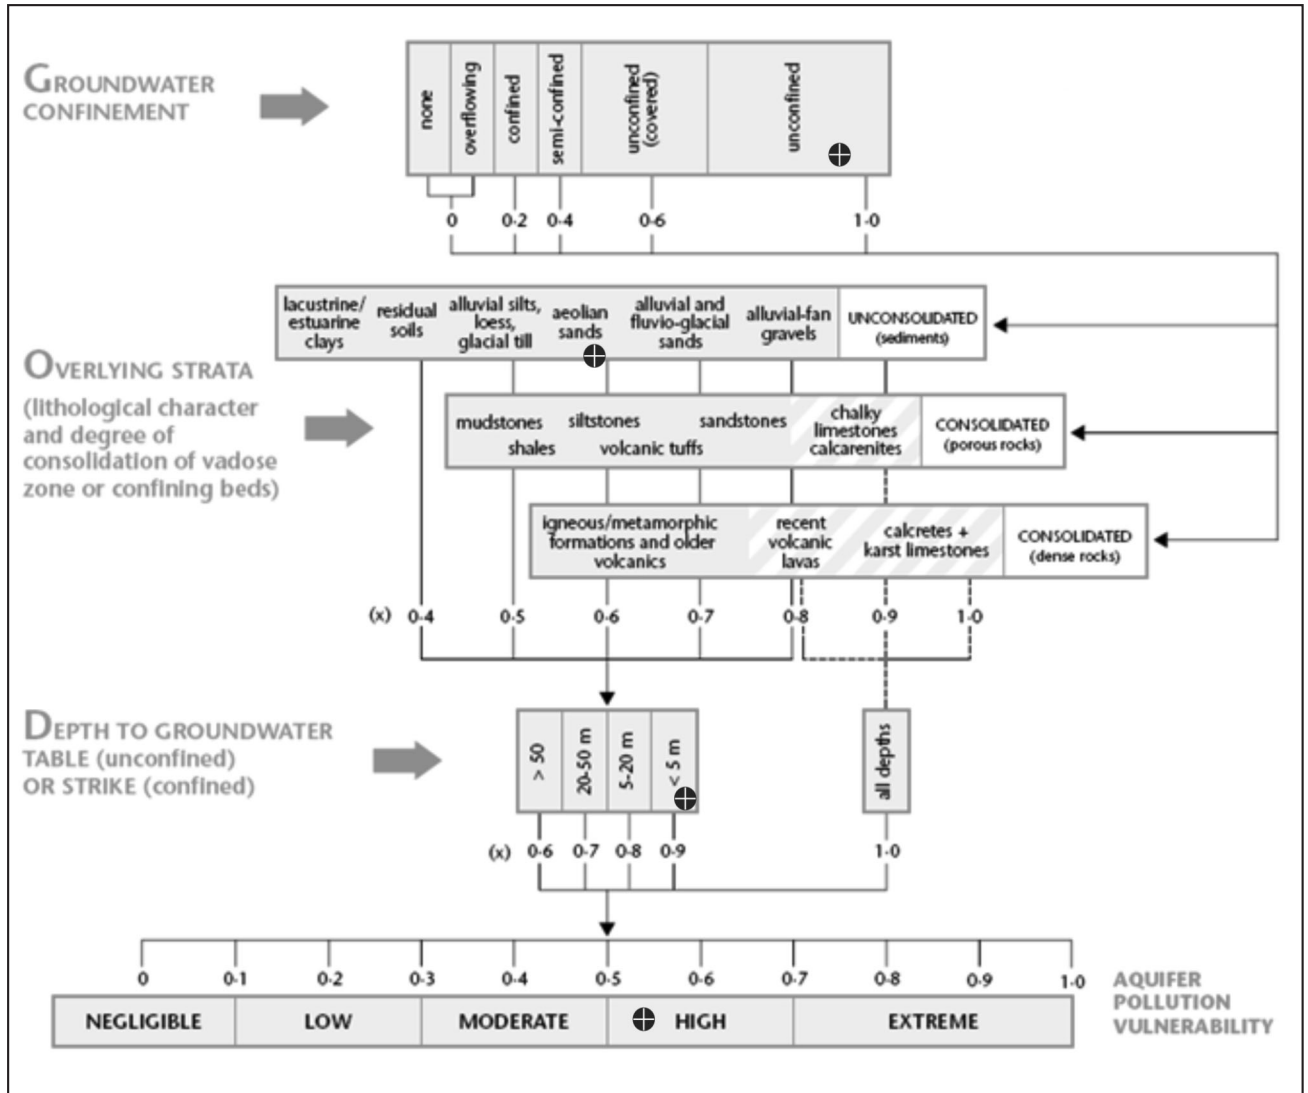 GROUNDWATER
CONFINEMENT
none
overflowing
confined
semi-confined
unconfined
(covered)
unconfined
0 0·2 0·4 0·6 1·0
lacustrine/
estuarine
clays
residual
soils
alluvial silts,
loess,
glacial till
aeolian
sands
alluvial and
fluvio-glacial
sands
alluvial-fan
gravels
UNCONSOLIDATED
(sediments)
OVERLYING STRATA
(lithological character
and degree of
consolidation of vadose
zone or confining beds)
mudstones
shales
siltstones
volcanic tuffs
sandstones
chalky
limestones
calcarenites
CONSOLIDATED
(porous rocks)
igneous/metamorphic
formations and older
volcanics
recent
volcanic
lavas
calcretes +
karst limestones
CONSOLIDATED
(dense rocks)
(x) 0·4 0·5 0·6 0·7 0·8 0·9 1·0
DEPTH TO GROUNDWATER
TABLE (unconfined)
OR STRIKE (confined)
> 50
20-50 m
5-20 m
< 5 m
all depths
(x) 0·6 0·7 0·8 0·9 1·0
0 0·1 0·2 0·3 0·4 0·5 0·6 0·7 0·8 0·9 1·0
NEGLIGIBLE LOW MODERATE HIGH EXTREME
AQUIFER
POLLUTION
VULNERABILITY